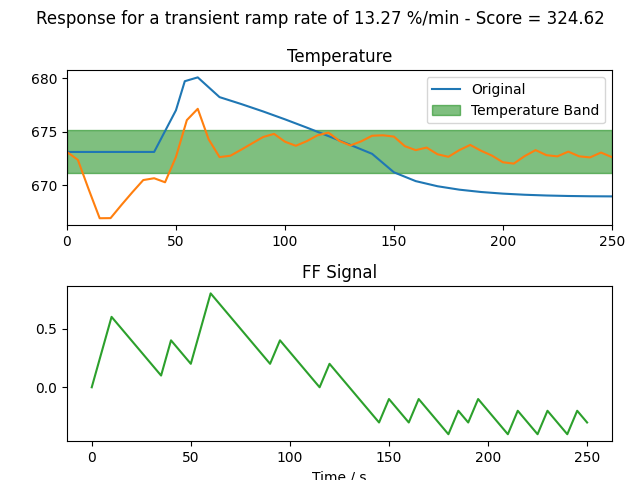 Response for a transient ramp rate of 13.27 %/min - Score = 324.62
Temperature
680
675
670
Original
Temperature Band
0 50 100 150 200 250
FF Signal
0.5
0.0
0 50 100 150 200 250
Time / s